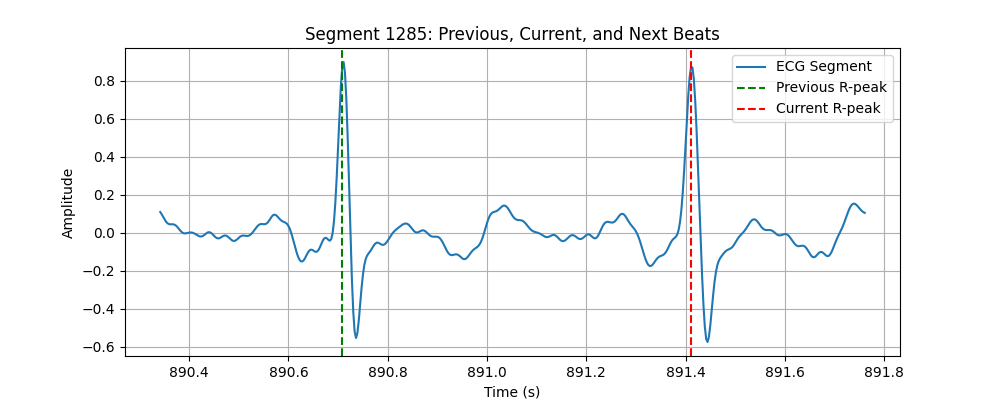 Segment 1285: Previous, Current, and Next Beats
ECG Segment
Previous R-peak
Current R-peak
Amplitude
0.8
0.6
0.4
0.2
0.0
−0.2
−0.4
−0.6
890.4 890.6 890.8 891.0 891.2 891.4 891.6 891.8
Time (s)